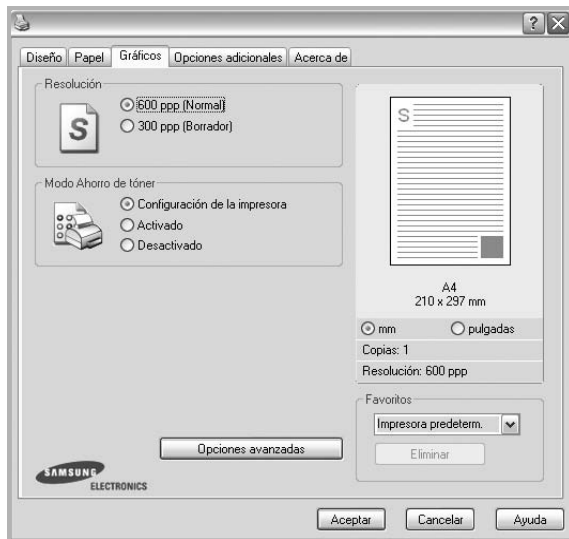 Diseño Papel Gráficos Opciones adicionales Acerca de
Resolución
S
600 ppp (Normal)
300 ppp (Borrador)
Modo Ahorro de tóner
Configuración de la impresora
Activado
Desactivado
Opciones avanzadas
SAMSUNG
ELECTRONICS
S
A4
210 x 297 mm
mm pulgadas
Copias: 1
Resolución: 600 ppp
Favoritos
Impresora predeterm.
Eliminar
Aceptar Cancelar Ayuda